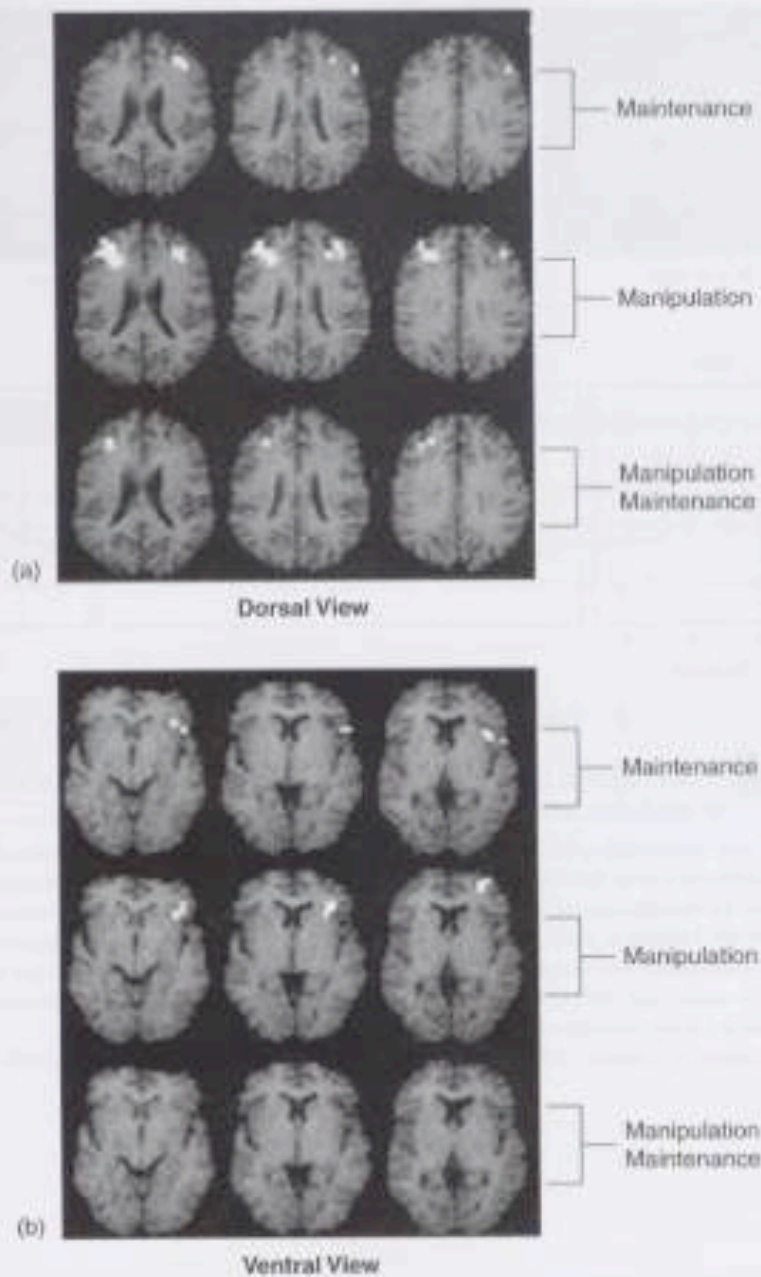 Maintenance
Manipulation
Manipulation
Maintenance
(a)
Dorsal View
Maintenance
Manipulation
Manipulation
Maintenance
(b)
Ventral View